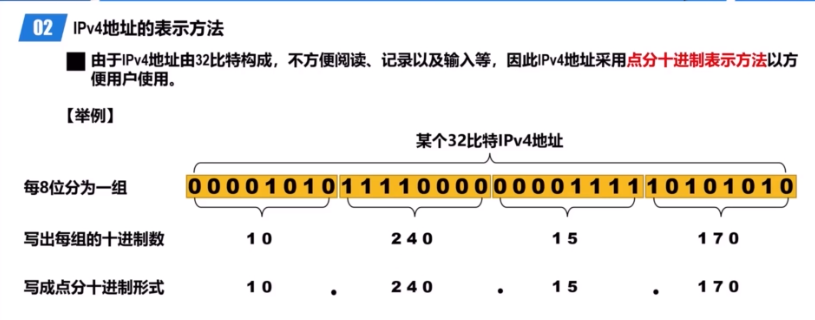 02 IPv4地址的表示方法
■ 由于IPv4地址由32比特构成，不方便阅读、记录以及输入等，因此IPv4地址采用点分十进制表示方法以方
便用户使用。
【举例】
某个32比特IPv4地址
每8位分为一组 00001010 11110000 00001111 10101010
写出每组的十进制数 10 240 15 170
写成点分十进制形式 10 . 240 . 15 . 170